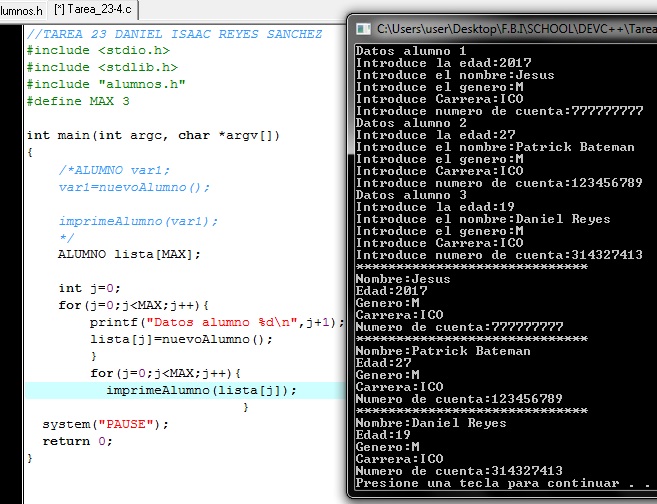 lumnos.h [*] Tarea_23-4.c
//TAREA 23 DANIEL ISAAC REYES SANCHEZ
#include <stdio.h>
#include <stdlib.h>
#include "alumnos.h"
#define MAX 3
int main(int argc, char *argv[])
{
/*ALUMNO var1;
var1=nuevoAlumno();
imprimeAlumno(var1);
*/
ALUMNO lista[MAX];
int j=0;
for(j=0;j<MAX;j++){
printf("Datos alumno %d\n",j+1);
lista[j]=nuevoAlumno();
}
for(j=0;j<MAX;j++){
imprimeAlumno(lista[j]);
}
system("PAUSE");
return 0;
}
C:\Users\user\Desktop\F.B.I\SCHOOL\DEVC++\Tarea
Datos alumno 1
Introduce la edad:2017
Introduce el nombre:Jesus
Introduce el genero:M
Introduce Carrera:ICO
Introduce numero de cuenta:777777777
Datos alumno 2
Introduce la edad:27
Introduce el nombre:Patrick Bateman
Introduce el genero:M
Introduce Carrera:ICO
Introduce numero de cuenta:123456789
Datos alumno 3
Introduce la edad:19
Introduce el nombre:Daniel Reyes
Introduce el genero:M
Introduce Carrera:ICO
Introduce numero de cuenta:314327413
*****************************
Nombre:Jesus
Edad:2017
Genero:M
Carrera:ICO
Numero de cuenta:777777777
*****************************
Nombre:Patrick Bateman
Edad:27
Genero:M
Carrera:ICO
Numero de cuenta:123456789
*****************************
Nombre:Daniel Reyes
Edad:19
Genero:M
Carrera:ICO
Numero de cuenta:314327413
Presione una tecla para continuar . .